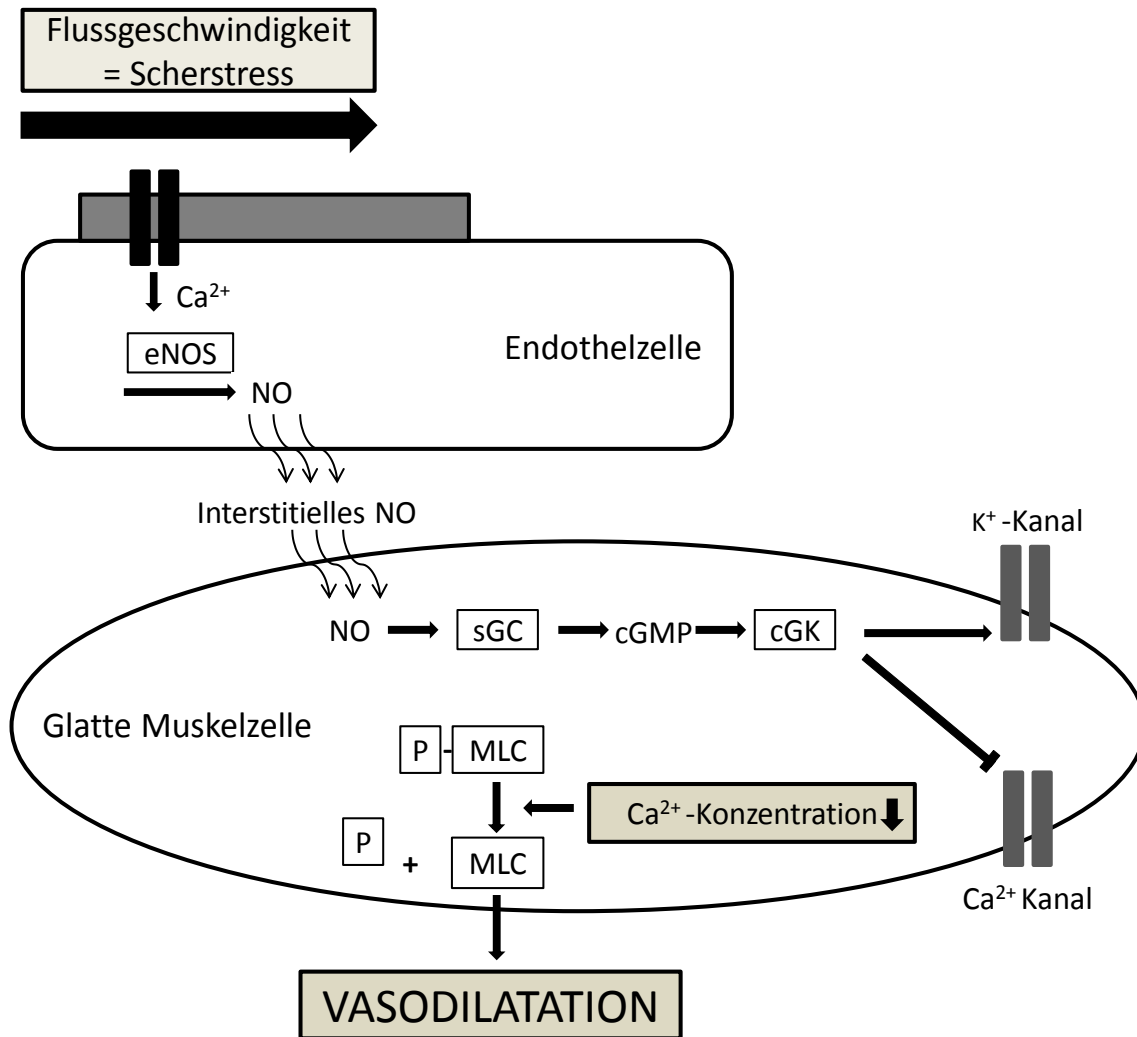 Flussgeschwindigkeit
= Scherstress
Ca²⁺
eNOS
Endothelzelle
NO
Interstitielles NO
K⁺ -Kanal
NO
sGC
cGMP
cGK
Glatte Muskelzelle
P - MLC
Ca²⁺ -Konzentration
P + MLC
Ca²⁺ Kanal
VASODILATATION